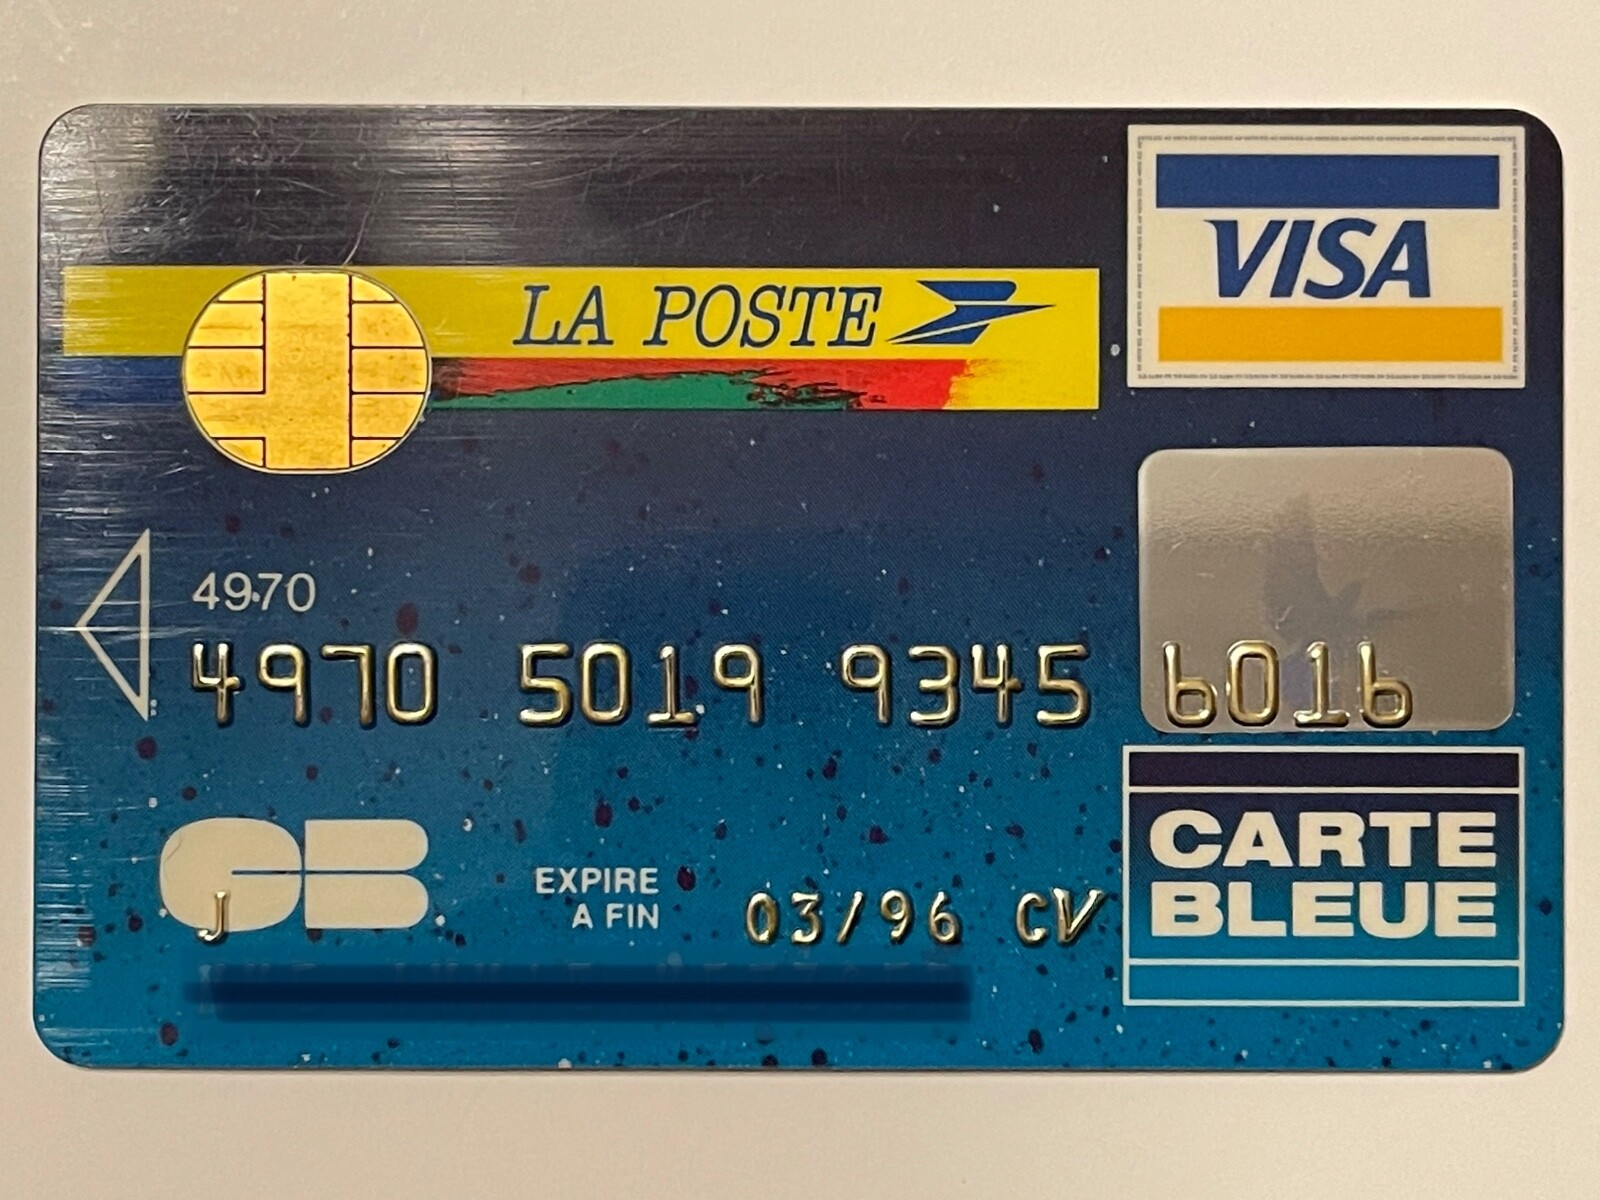 VISA
LA POSTE
4970
4970 5019 9345 6016
CARTE
BLEUE
EXPIRE
A FIN
03/96 CV
CB
J